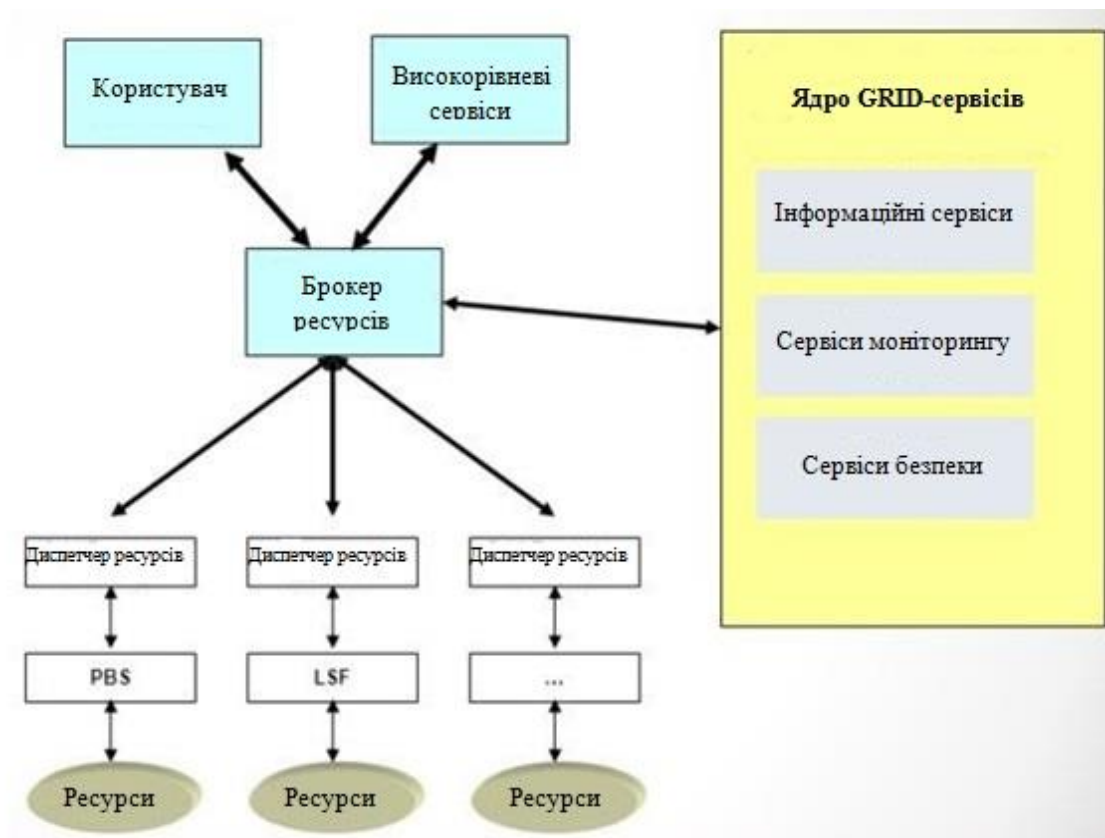 Користувач
Високорівневі
сервіси
Ядро GRID-сервісів
Інформаційні сервіси
Брокер
ресурсів
Сервіси моніторингу
Сервіси безпеки
Диспетчер ресурсів
Диспетчер ресурсів
Диспетчер ресурсів
PBS
LSF
...
Ресурси
Ресурси
Ресурси